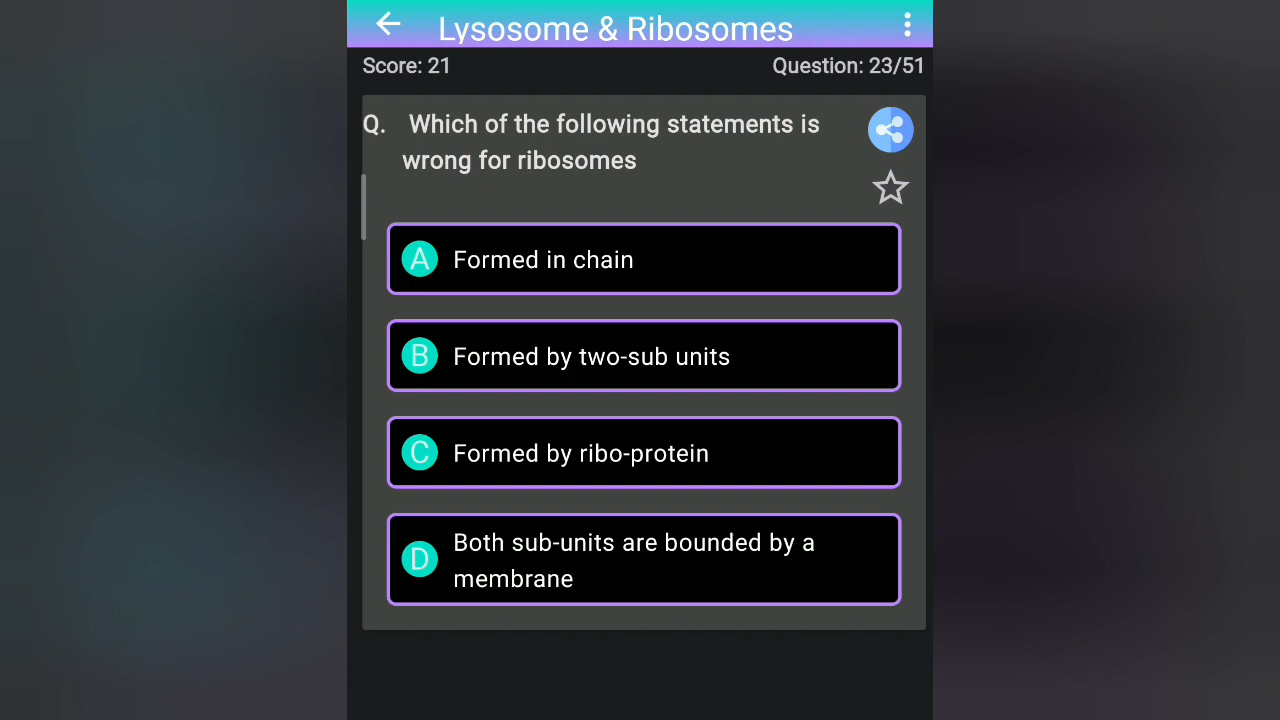 Lysosome & Ribosomes
Score: 21
Question: 23/51
Q. Which of the following statements is
wrong for ribosomes
A Formed in chain
B Formed by two-sub units
C Formed by ribo-protein
D Both sub-units are bounded by a
membrane